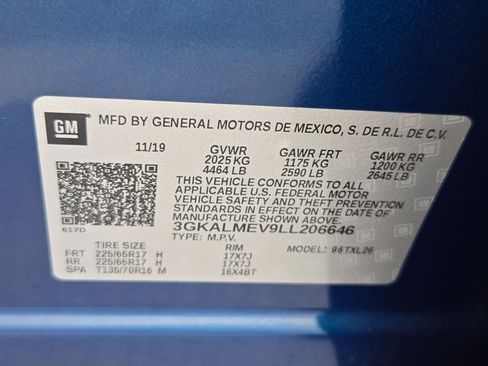 GM
MFD BY GENERAL MOTORS DE MEXICO, S. DE R.L. DE C.V.
11/19 GVWR GAWR FRT GAWR RR
2025 KG 1175 KG 1200 KG
4464 LB 2590 LB 2645 LB
THIS VEHICLE CONFORMS TO ALL
APPLICABLE U.S. FEDERAL MOTOR
VEHICLE SAFETY AND THEFT PREVENTION
STANDARDS IN EFFECT ON THE DATE OF
MANUFACTURE SHOWN ABOVE.
617D 3GKALMEV9LL206646
TYPE: M.P.V. MODEL: 96TXL26
TIRE SIZE RIM
FRT 225/65R17 H 17X7J
RR 225/65R17 H 17X7J
SPA T135/70R16 M 16X4BT